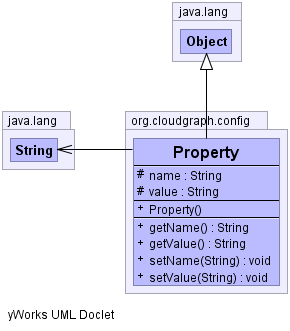 java.lang
Object
java.lang
String
org.cloudgraph.config
Property
# name : String
# value : String
+ Property()
+ getName() : String
+ getValue() : String
+ setName(String) : void
+ setValue(String) : void
yWorks UML Doclet